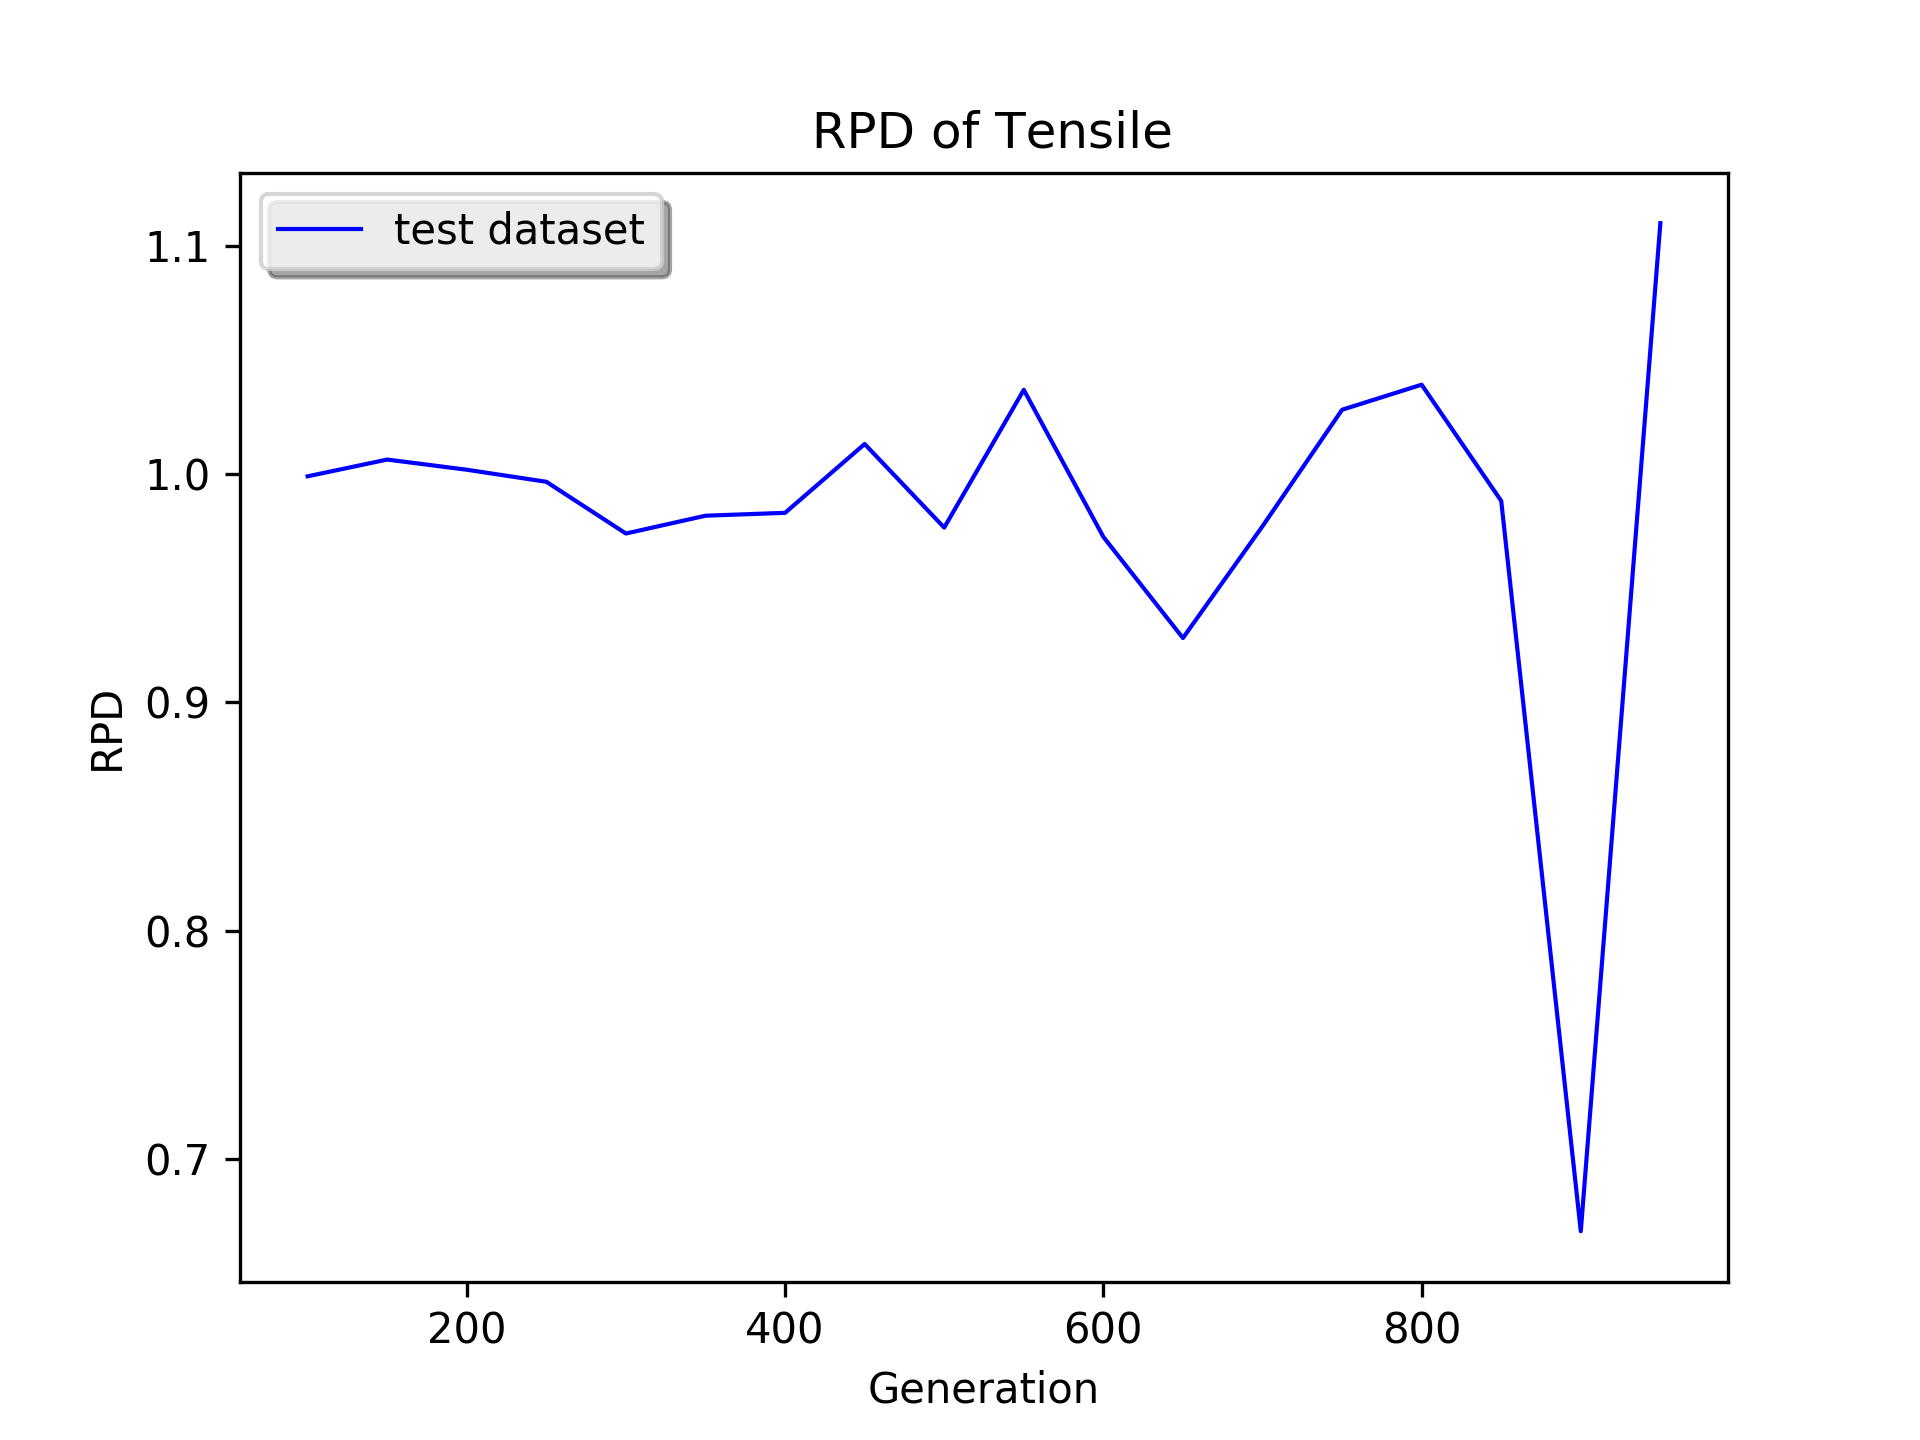 RPD of Tensile
test dataset
1.1
1.0
0.9
0.8
0.7
RPD
200 400 600 800
Generation